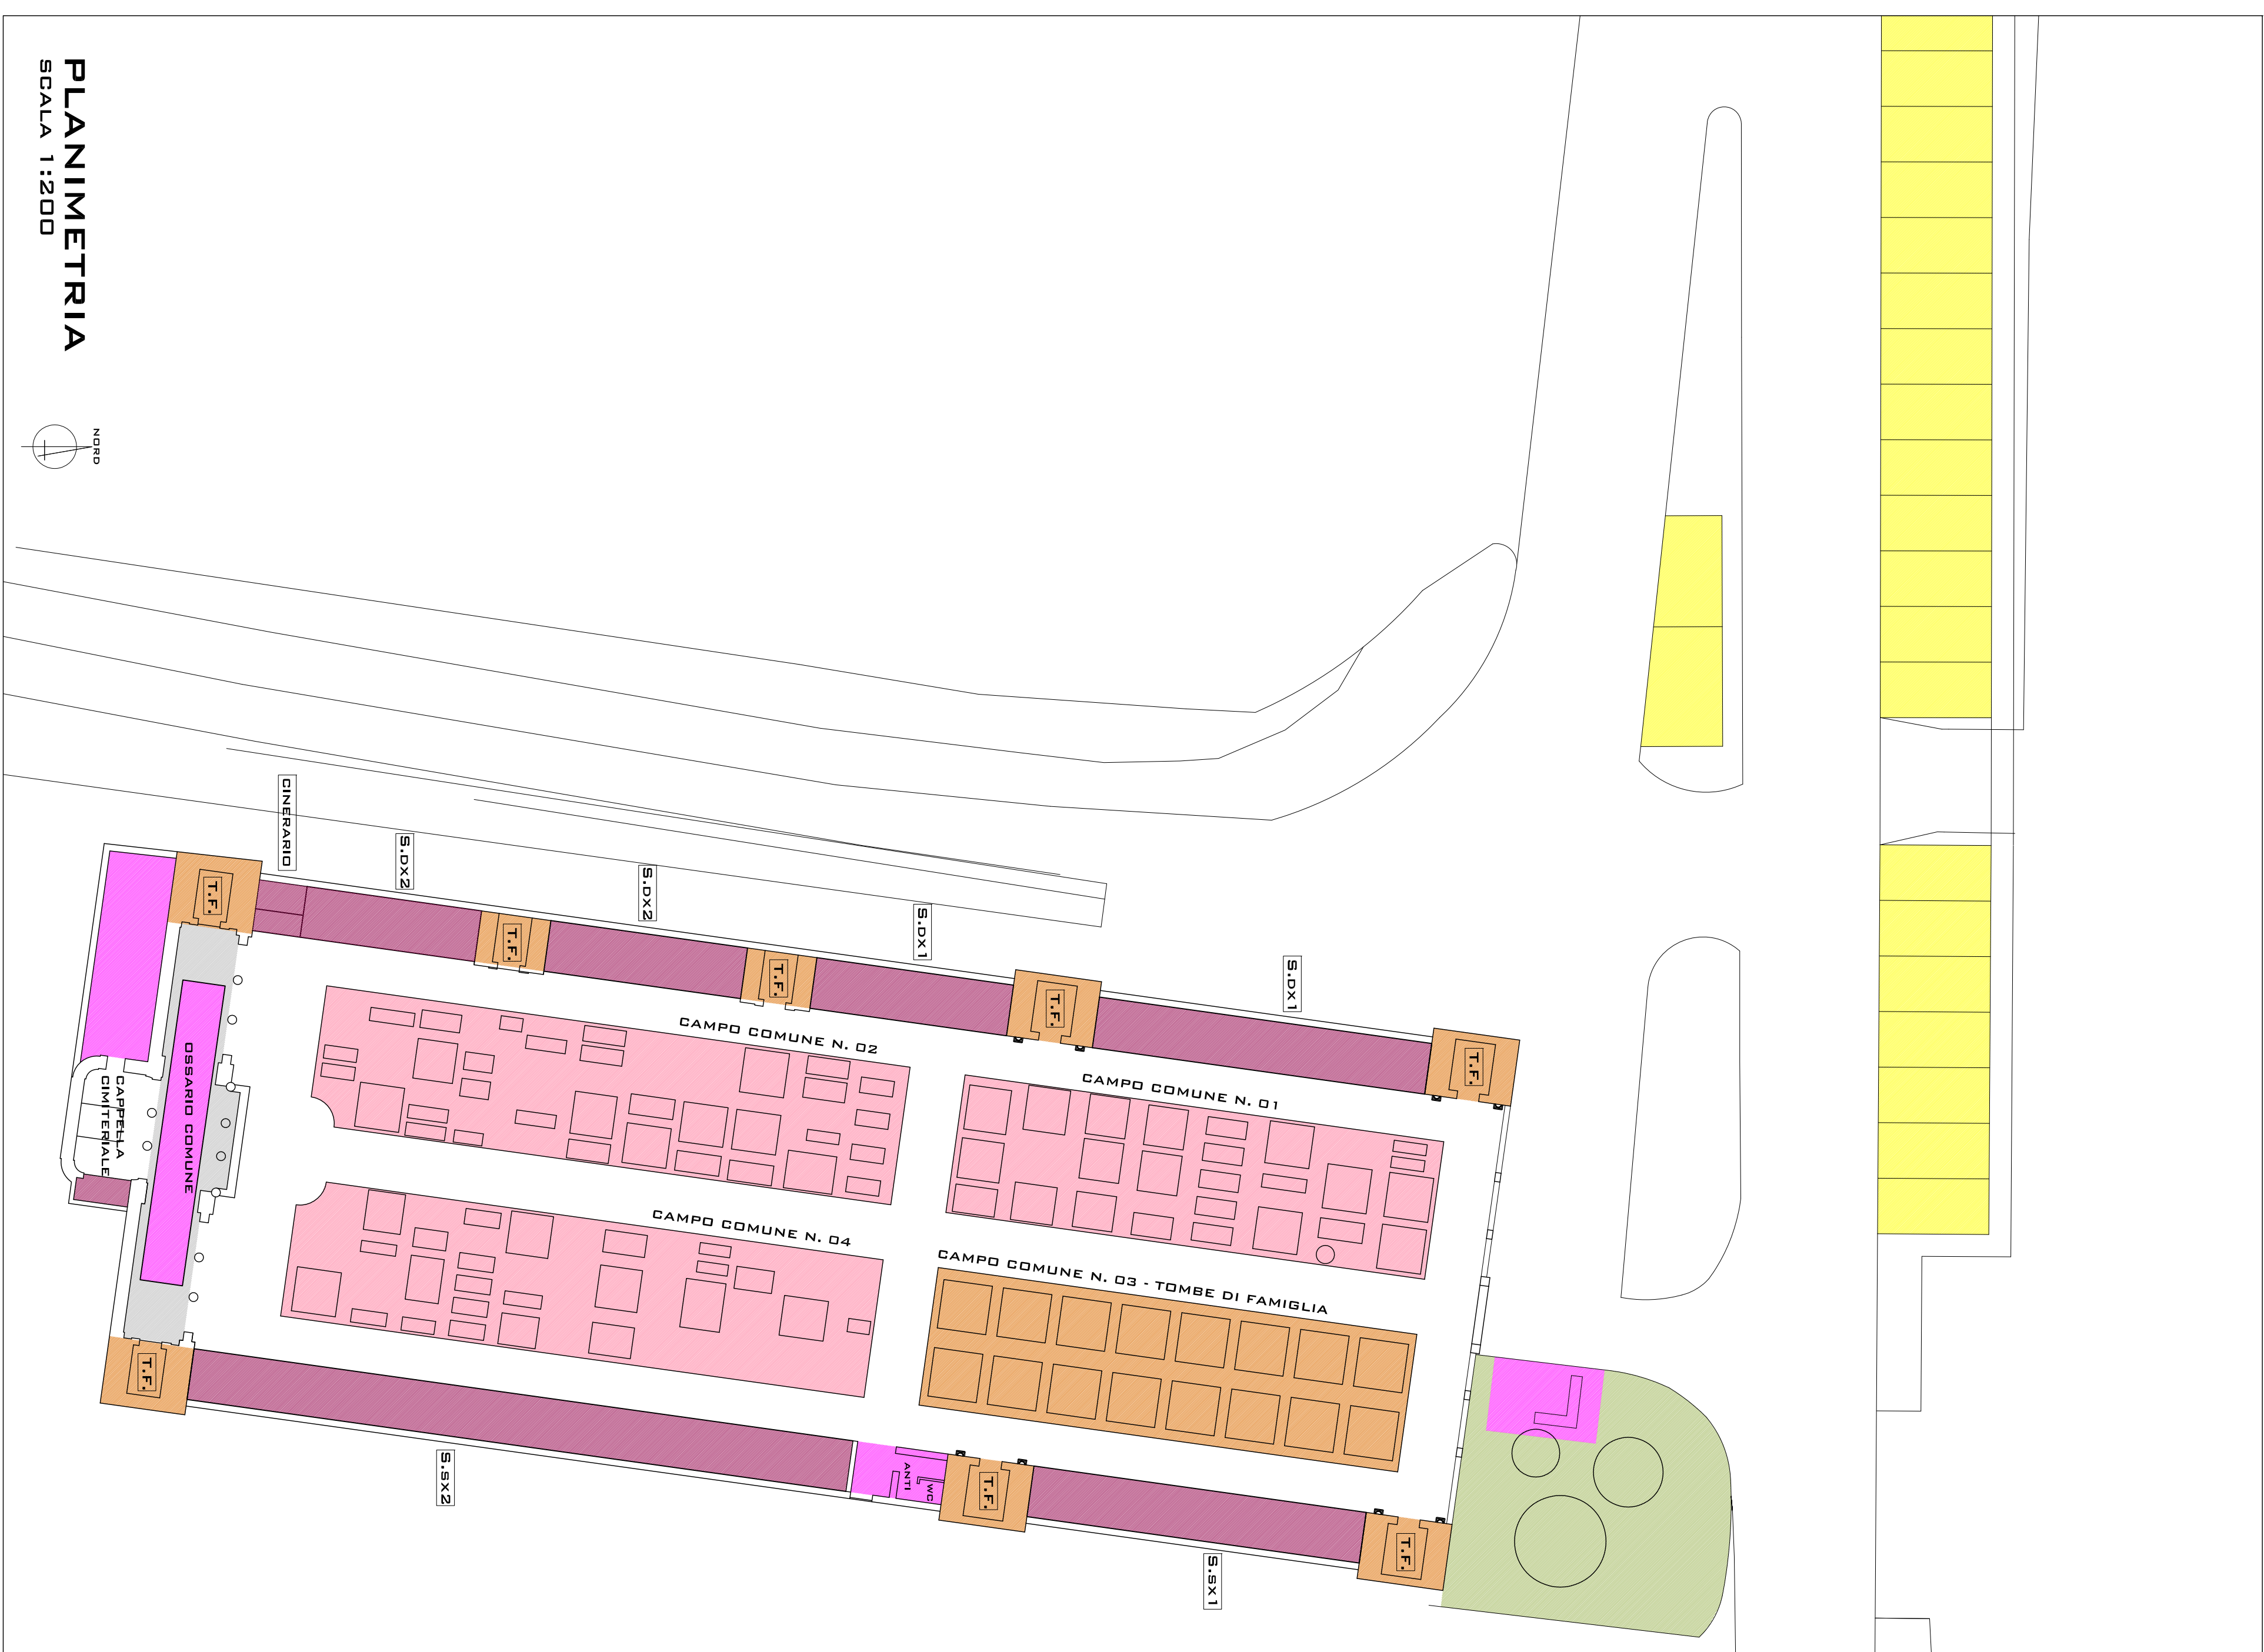 PLANIMETRIA
SCALA 1:200
NORD
CINERARIO
S.DX2
S.DX2
S.DX1
S.DX1
T.F.
T.F.
T.F.
T.F.
T.F.
CAMPO COMUNE N. 02
CAMPO COMUNE N. 01
OSSARIO COMUNE
CAPPELLA
CIMITERIALE
CAMPO COMUNE N. 04
CAMPO COMUNE N. 03 - TOMBE DI FAMIGLIA
T.F.
ANTI
WC
T.F.
T.F.
S.SX2
S.SX1